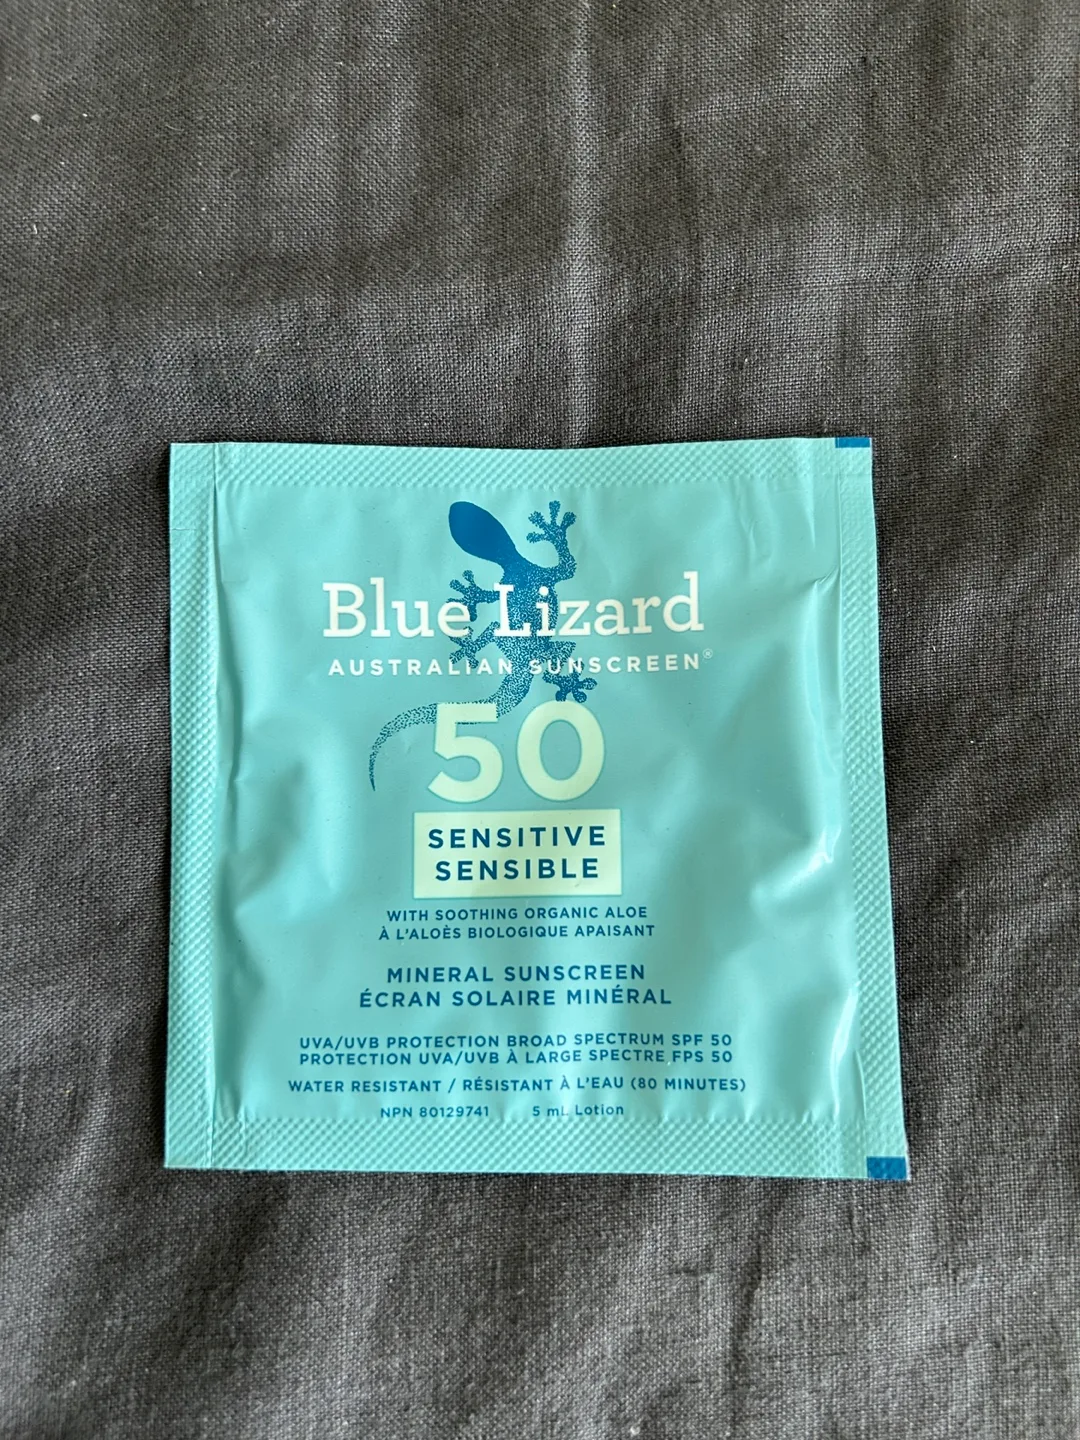 Blue Lizard
AUSTRALIAN SUNSCREEN®
50
SENSITIVE
SENSIBLE
WITH SOOTHING ORGANIC ALOE
À L'ALOÈS BIOLOGIQUE APAISANT
MINERAL SUNSCREEN
ÉCRAN SOLAIRE MINÉRAL
UVA/UVB PROTECTION BROAD SPECTRUM SPF 50
PROTECTION UVA/UVB À LARGE SPECTRE FPS 50
WATER RESISTANT / RÉSISTANT À L'EAU (80 MINUTES)
NPN 80129741 5 mL Lotion